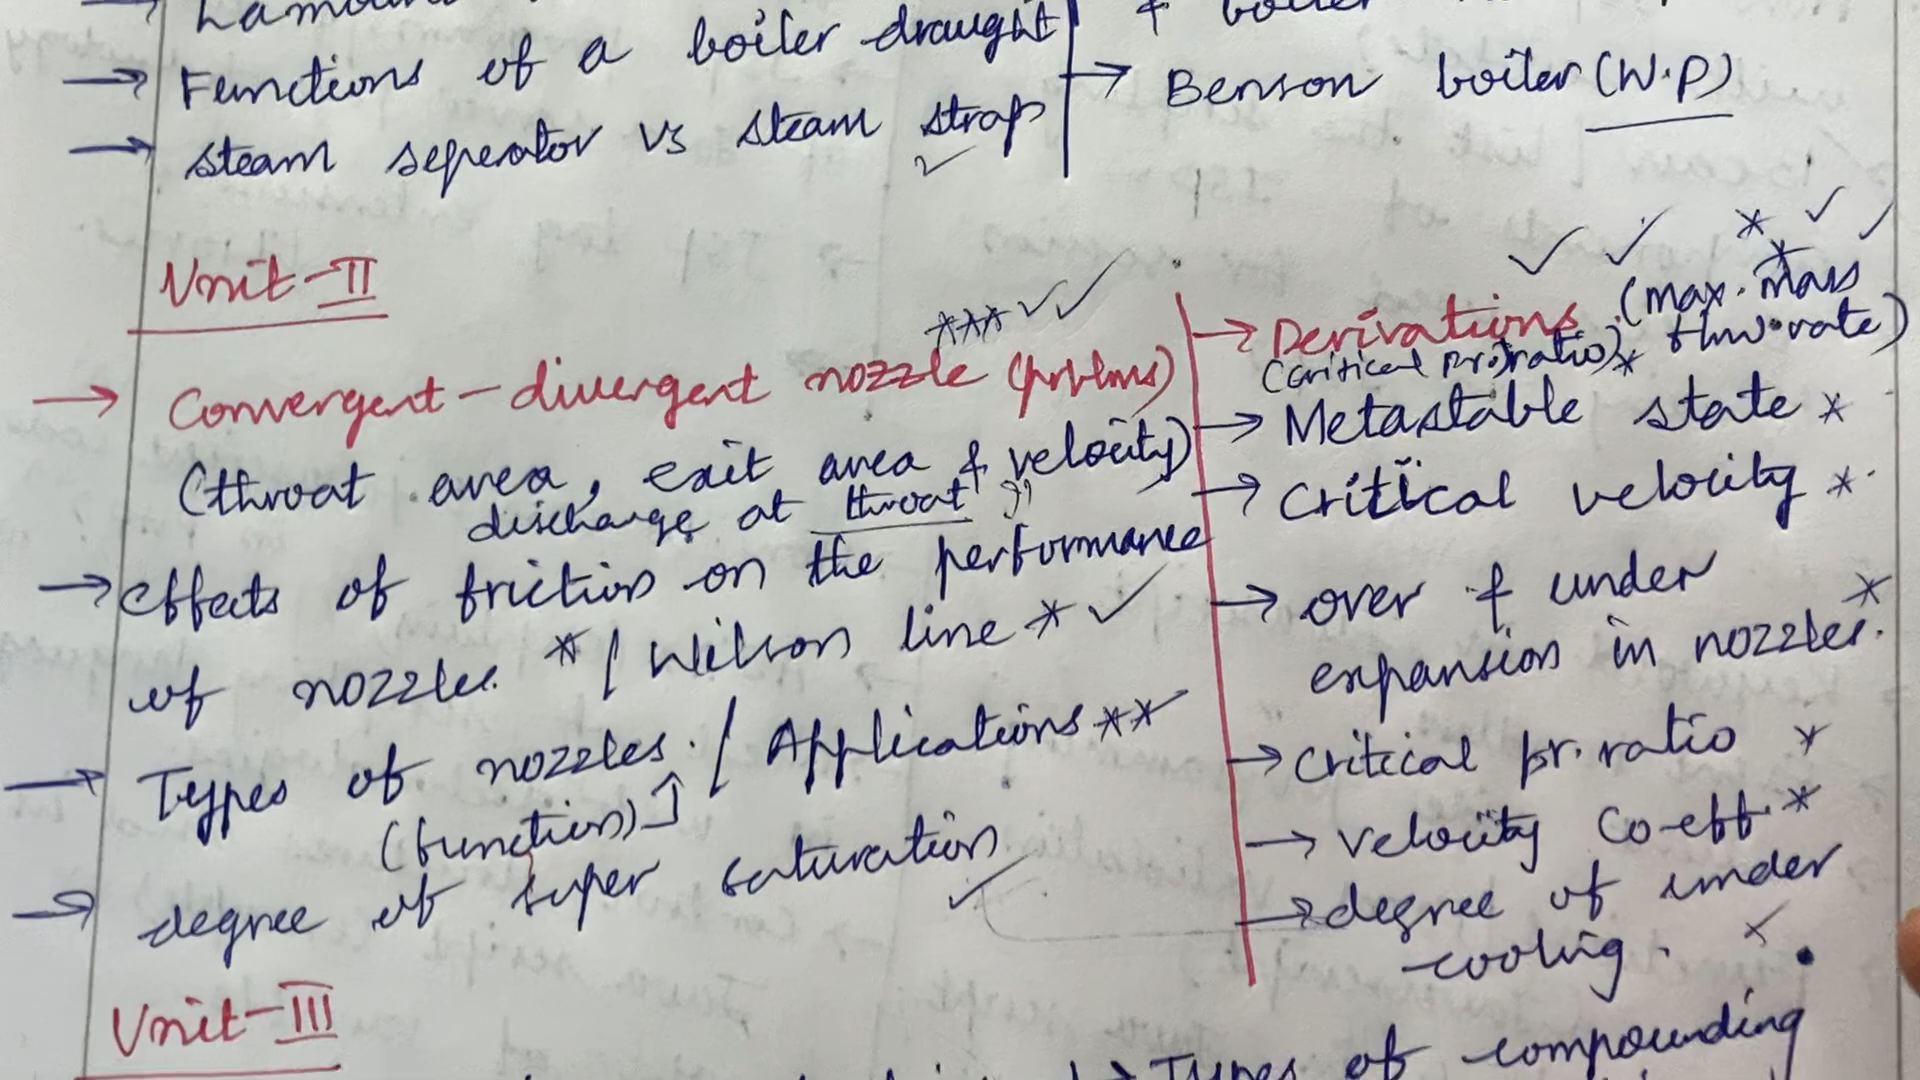 → Functions of a boiler draught
→ steam seperator vs steam strap
→ Benson boiler (W.P)
Unit-II
→ Convergent-divergent nozzle (prblms) ***
(throat area, exit area & velocity)
discharge at throat "
→ effects of friction on the performance
of nozzles. * / Wilson line *
→ Types of nozzles. / Applications **
(function)
→ degree of super saturation
→ Derivations (max. mass
flow rate)
(critical pr. ratio) *
→ Metastable state *
→ Critical velocity *
→ over & under
expansion in nozzles. *
→ critical pr. ratio *
→ velocity co-eff. *
→ degree of under
-cooling.
Unit-III
→ Types of compounding